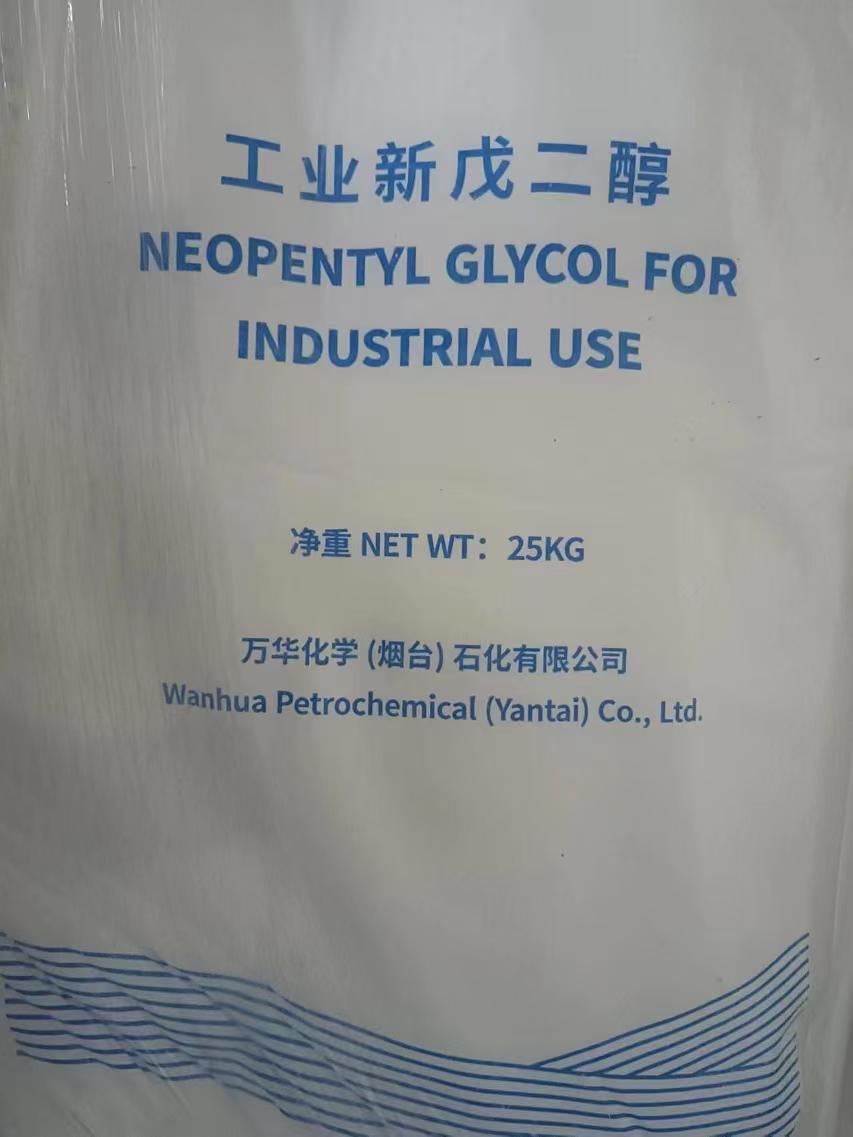 工业新戊二醇
NEOPENTYL GLYCOL FOR
INDUSTRIAL USE
净重 NET WT：25KG
万华化学 (烟台) 石化有限公司
Wanhua Petrochemical (Yantai) Co., Ltd.